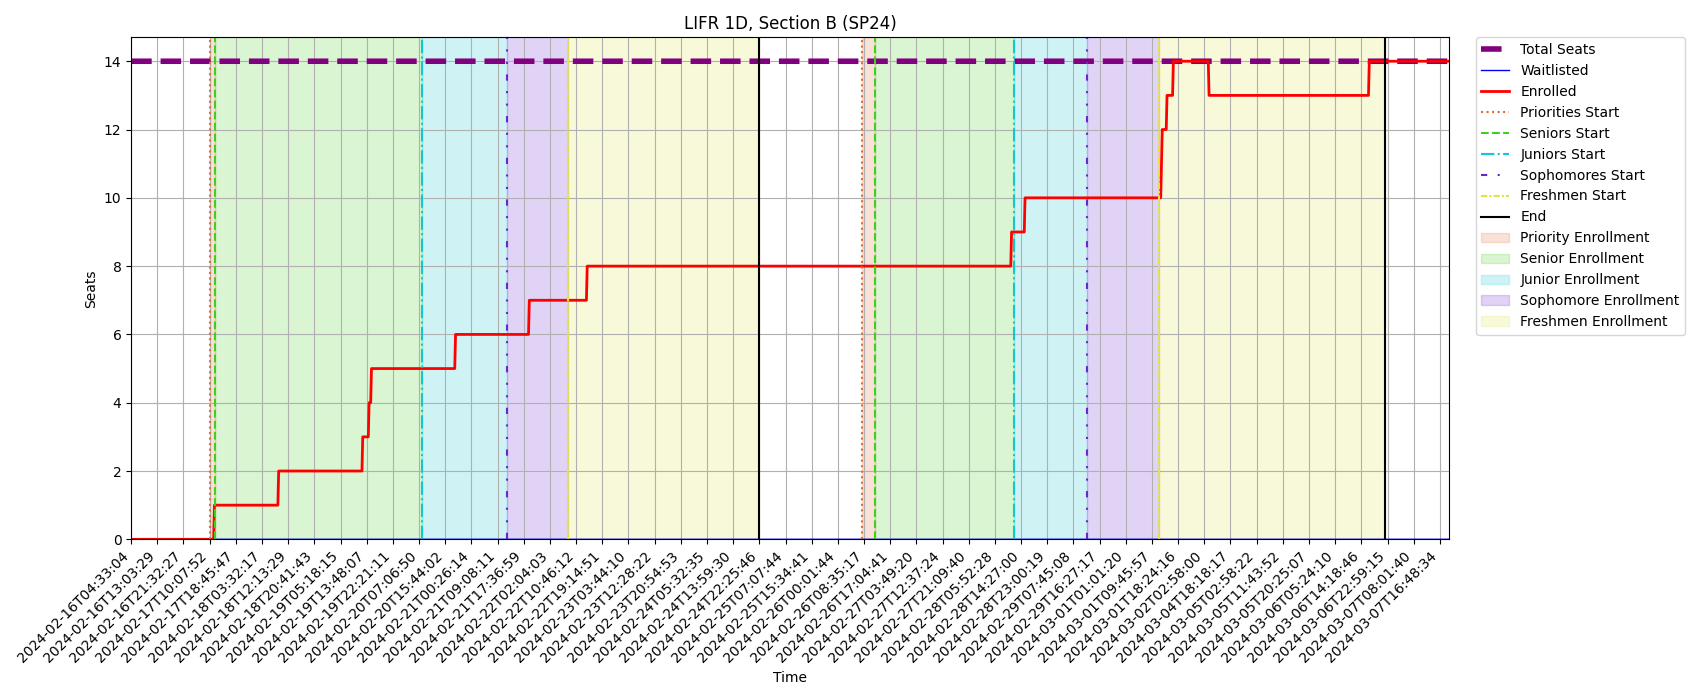 LIFR 1D, Section B (SP24)
Seats
14
12
10
8
6
4
2
0
2024-02-16T04:33:04
2024-02-16T13:03:29
2024-02-16T21:32:27
2024-02-17T10:07:52
2024-02-17T18:45:47
2024-02-18T03:32:17
2024-02-18T12:13:29
2024-02-18T20:41:43
2024-02-19T05:18:15
2024-02-19T13:48:07
2024-02-19T22:21:11
2024-02-20T07:06:50
2024-02-20T15:44:02
2024-02-21T00:26:14
2024-02-21T09:08:11
2024-02-21T17:36:59
2024-02-22T02:04:03
2024-02-22T10:46:12
2024-02-22T19:14:51
2024-02-23T03:44:10
2024-02-23T12:28:22
2024-02-23T20:54:53
2024-02-24T05:32:35
2024-02-24T13:59:30
2024-02-24T22:25:46
2024-02-25T07:07:44
2024-02-25T15:34:41
2024-02-26T00:01:44
2024-02-26T08:35:17
2024-02-26T17:04:41
2024-02-27T03:49:20
2024-02-27T12:37:24
2024-02-27T21:09:40
2024-02-28T05:52:28
2024-02-28T14:27:00
2024-02-28T23:00:19
2024-02-29T07:45:08
2024-02-29T16:27:17
2024-03-01T01:01:20
2024-03-01T09:45:57
2024-03-01T18:24:16
2024-03-02T02:58:00
2024-03-04T18:18:17
2024-03-05T02:58:22
2024-03-05T11:43:52
2024-03-05T20:25:07
2024-03-06T05:24:10
2024-03-06T14:18:46
2024-03-06T22:59:15
2024-03-07T08:01:40
2024-03-07T16:48:34
Time
Total Seats
Waitlisted
Enrolled
Priorities Start
Seniors Start
Juniors Start
Sophomores Start
Freshmen Start
End
Priority Enrollment
Senior Enrollment
Junior Enrollment
Sophomore Enrollment
Freshmen Enrollment